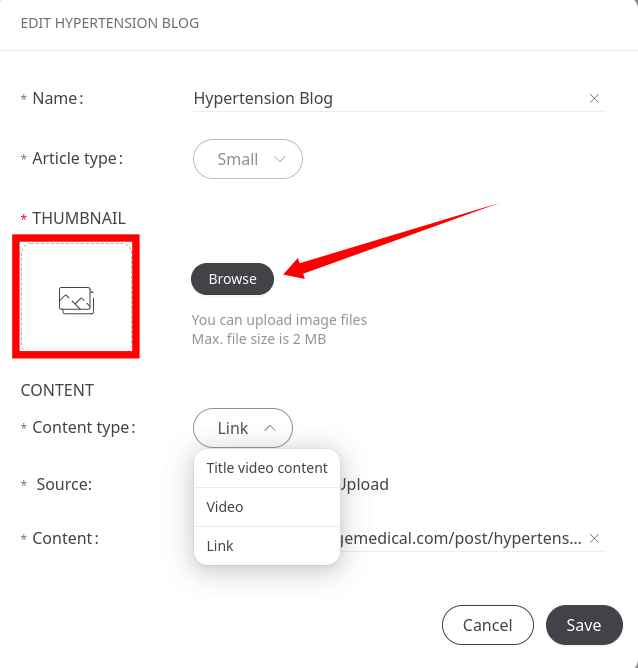 EDIT HYPERTENSION BLOG
* Name: Hypertension Blog
* Article type: Small
* THUMBNAIL
Browse
You can upload image files
Max. file size is 2 MB
CONTENT
* Content type: Link
Title video content
* Source: Upload
Video
* Content: gemedical.com/post/hypertens...
Link
Cancel Save